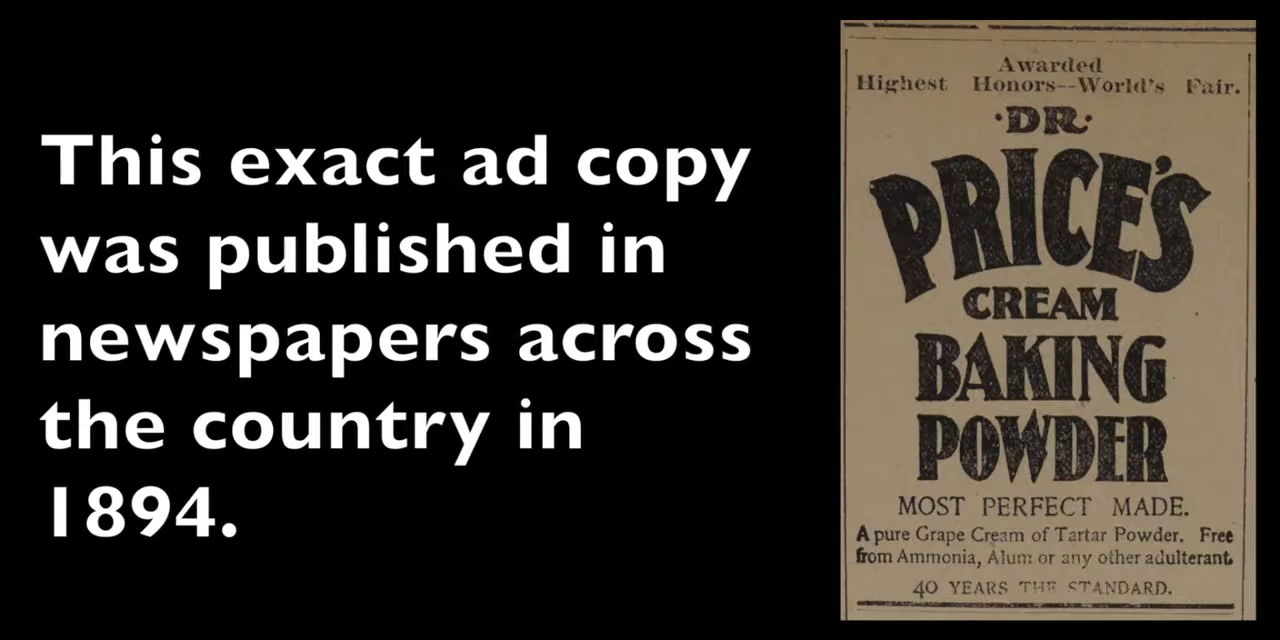 This exact ad copy
was published in
newspapers across
the country in
1894.
Awarded
Highest Honors--World's Fair.
·DR·
PRICE'S
CREAM
BAKING
POWDER
MOST PERFECT MADE.
A pure Grape Cream of Tartar Powder. Free
from Ammonia, Alum or any other adulterant.
40 YEARS THE STANDARD.